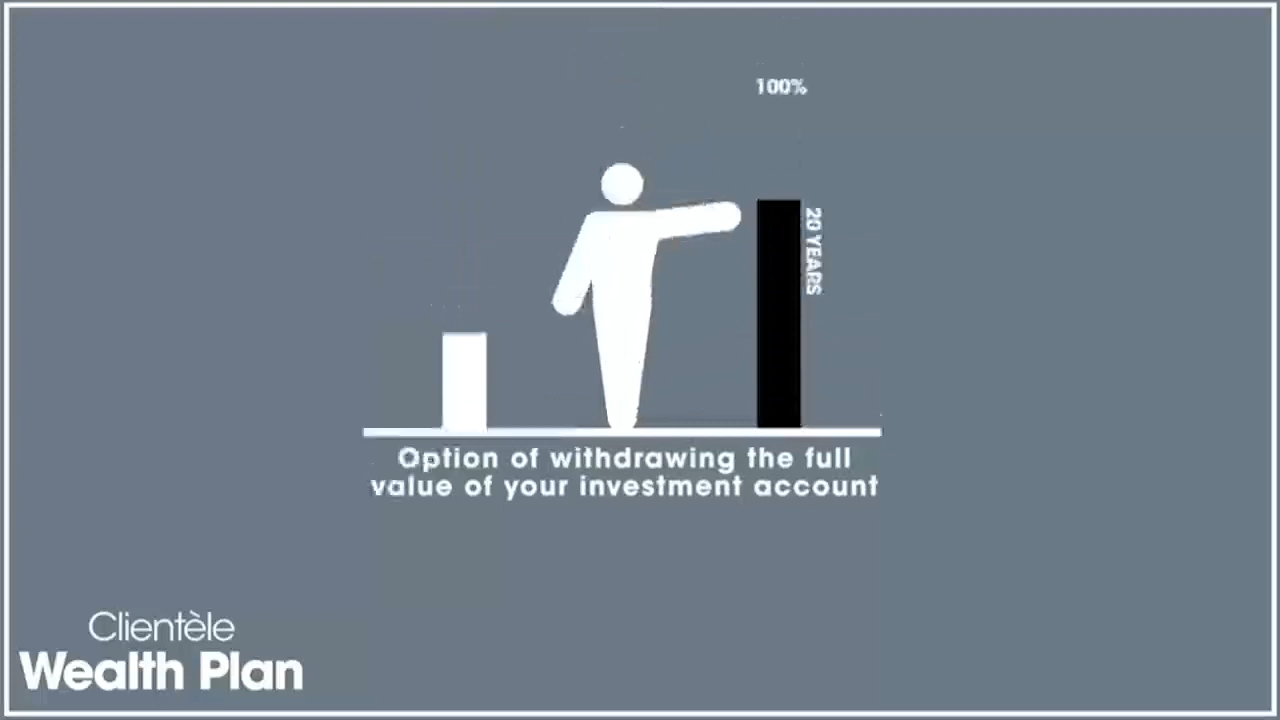 100%
20 YEARS
Option of withdrawing the full
value of your investment account
Clientèle
Wealth Plan